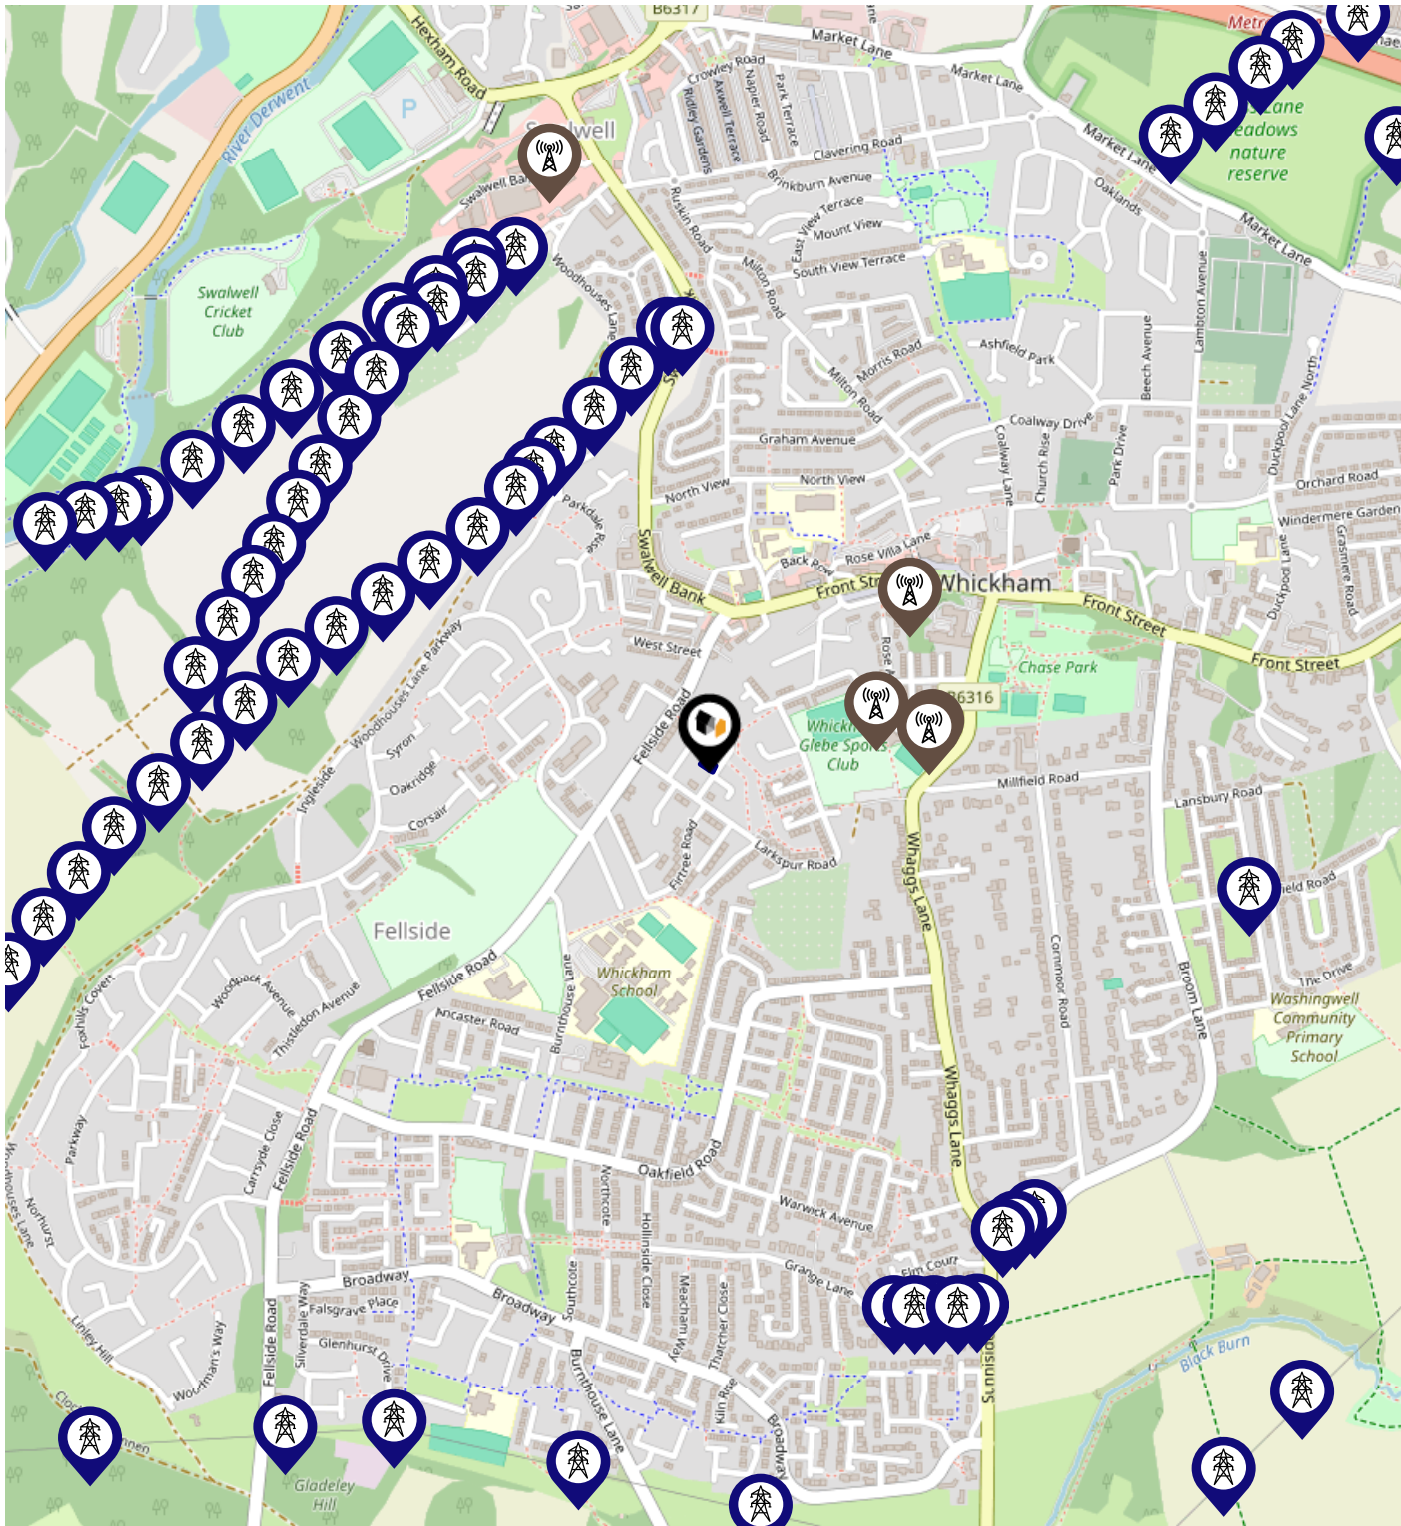 B6317
Hexham Road
Market Lane
Metro
Crowley Road
Market Lane
River Derwent
P
Ridley Gardens
Axwell Terrace
Napier Road
Park Terrace
Lane
Meadows
nature
reserve
Market Lane
Clavering Road
Swalwell Bank
Brinkburn Avenue
Oaklands
Ruskin Road
East View Terrace
Mount View
Market Lane
South View Terrace
Woodhouses Lane
Milton Road
Lambton Avenue
Swalwell
Cricket
Club
Morris Road
Ashfield Park
Beech Avenue
Milton Road
Duckpool Lane North
Coalway Drive
Graham Avenue
Coalway Lane
Church Rise
Park Drive
North View
North View
Orchard Road
Parkdale Rise
Windermere Gardens
Grasmere Road
Rose Villa Lane
Back Row
Swalwell Bank
Front Street
Whickham
Duckpool Lane
Front Street
West Street
Woodhouses Lane
Parkway
Front Street
Chase Park
Fellside Road
B6316
Whickham
Glebe Sports
Club
Syron
Oakridge
Ingleside
Millfield Road
Lansbury Road
Corsair
Firtree Road
Larkspur Road
Whaggs Lane
field Road
Fellside
Cornmoor Road
Fellside Road
Whickham
School
Broom Lane
The Drive
Woodpack Avenue
Thistledon Avenue
Foxhills Covert
Burnthouse Lane
Ancaster Road
Washingwell
Community
Primary
School
Whaggs Lane
Parkway
Carrsyde Close
Fellside Road
Oakfield Road
Woodhouses Lane
Norhurst
Northcote
Warwick Avenue
Hollinside Close
Elm Court
Grange Lane
Broadway
Southcote
Meacham Way
Thatcher Close
Falsgrave Place
Silverdale Way
Broadway
Linley Hill
Woodman's Way
Fellside Road
Glenhurst Drive
Burnthouse Lane
Kiln Rise
Broadway
Black Burn
Gladeley
Hill